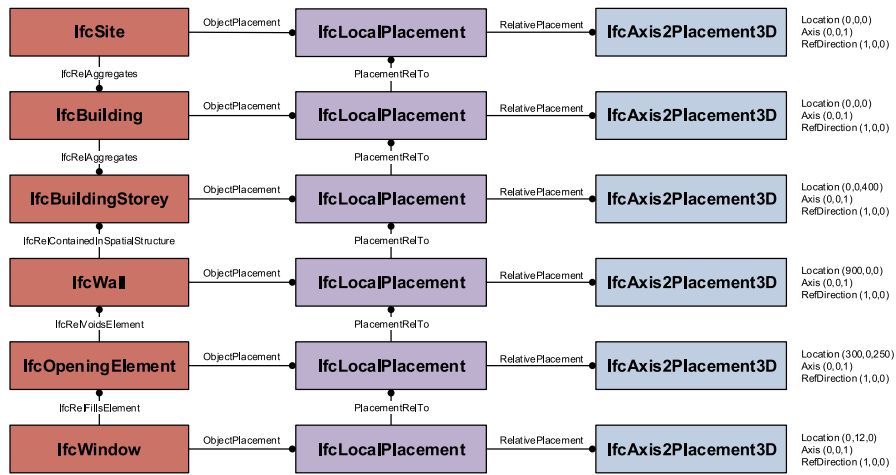 IfcSite
ObjectPlacement
IfcLocalPlacement
RelativePlacement
IfcAxis2Placement3D
Location (0,0,0)
Axis (0,0,1)
RefDirection (1,0,0)
IfcRelAggregates
PlacementRelTo
IfcBuilding
ObjectPlacement
IfcLocalPlacement
RelativePlacement
IfcAxis2Placement3D
Location (0,0,0)
Axis (0,0,1)
RefDirection (1,0,0)
IfcRelAggregates
PlacementRelTo
IfcBuildingStorey
ObjectPlacement
IfcLocalPlacement
RelativePlacement
IfcAxis2Placement3D
Location (0,0,400)
Axis (0,0,1)
RefDirection (1,0,0)
IfcRelContainedInSpatialStructure
PlacementRelTo
IfcWall
ObjectPlacement
IfcLocalPlacement
RelativePlacement
IfcAxis2Placement3D
Location (900,0,0)
Axis (0,0,1)
RefDirection (1,0,0)
IfcRelVoidsElement
PlacementRelTo
IfcOpeningElement
ObjectPlacement
IfcLocalPlacement
RelativePlacement
IfcAxis2Placement3D
Location (300,0,250)
Axis (0,0,1)
RefDirection (1,0,0)
IfcRelFillsElement
PlacementRelTo
IfcWindow
ObjectPlacement
IfcLocalPlacement
RelativePlacement
IfcAxis2Placement3D
Location (0,12,0)
Axis (0,0,1)
RefDirection (1,0,0)